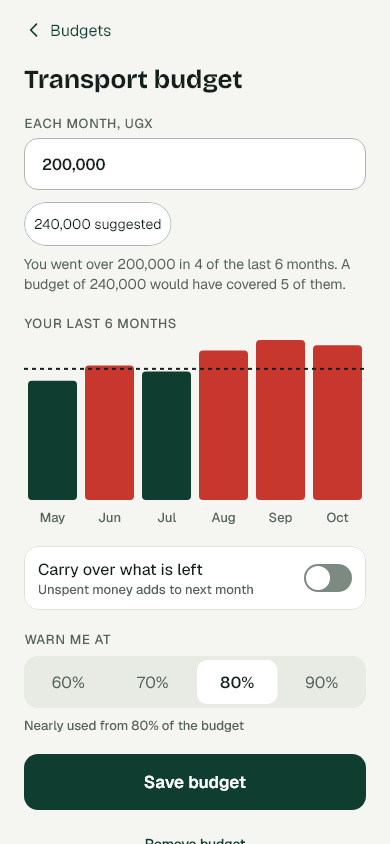 Budgets
Transport budget
EACH MONTH, UGX
200,000
240,000 suggested
You went over 200,000 in 4 of the last 6 months. A
budget of 240,000 would have covered 5 of them.
YOUR LAST 6 MONTHS
May Jun Jul Aug Sep Oct
Carry over what is left
Unspent money adds to next month
WARN ME AT
60% 70% 80% 90%
Nearly used from 80% of the budget
Save budget
Remove budget